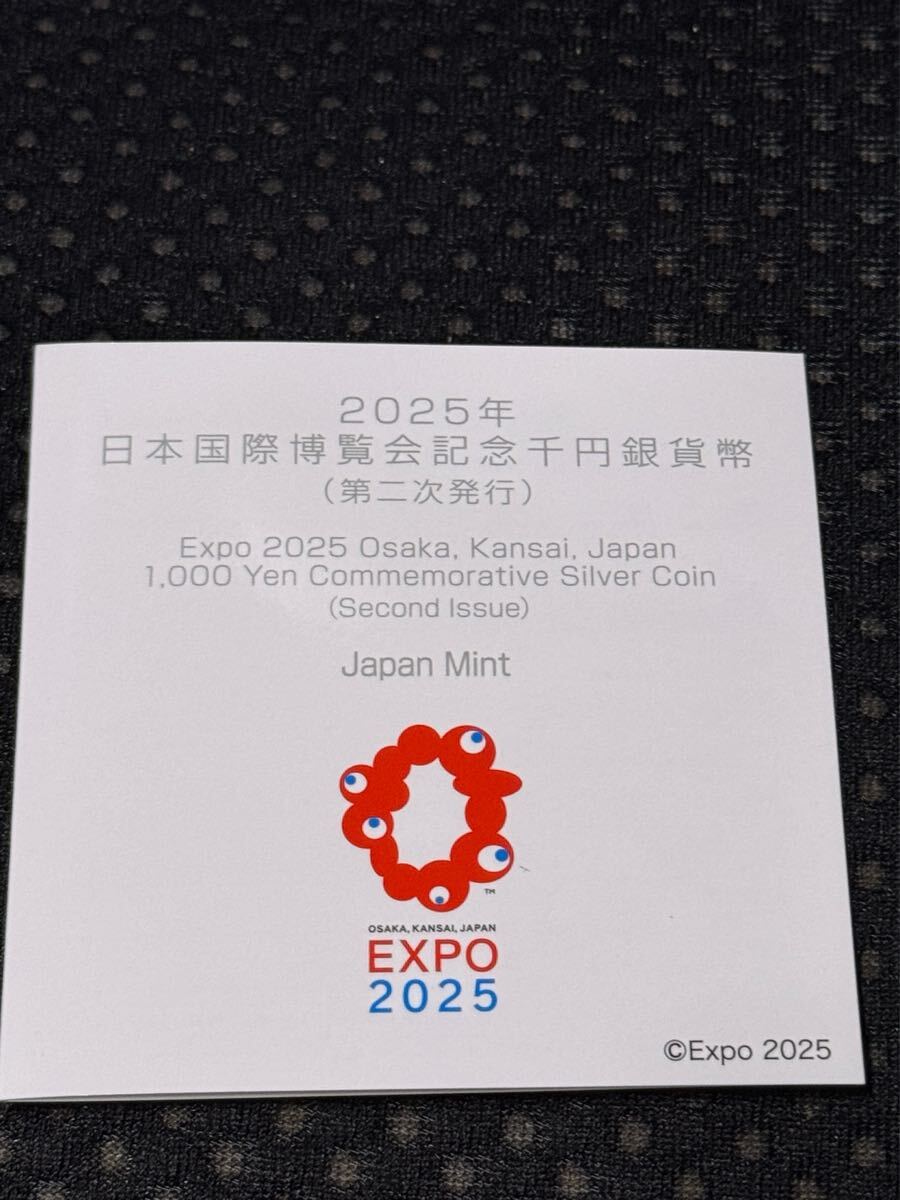 2025年
日本国際博覧会記念千円銀貨幣
（第二次発行）
Expo 2025 Osaka, Kansai, Japan
1,000 Yen Commemorative Silver Coin
(Second Issue)
Japan Mint
TM
OSAKA, KANSAI, JAPAN
EXPO
2025
©Expo 2025